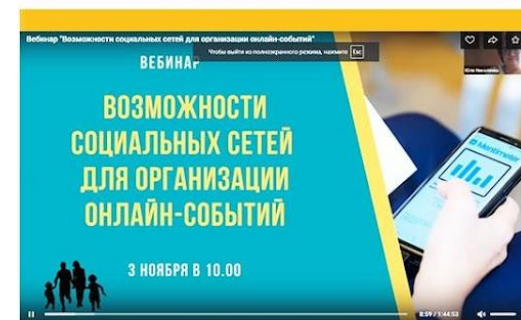 Вебинар "Возможности социальных сетей для организации онлайн-событий"
Чтобы выйти из полноэкранного режима, нажмите Esc
ВЕБИНАР
ВОЗМОЖНОСТИ
СОЦИАЛЬНЫХ СЕТЕЙ
ДЛЯ ОРГАНИЗАЦИИ
ОНЛАЙН-СОБЫТИЙ
3 НОЯБРЯ В 10.00
Mentimeter
8:59 / 1:44:53